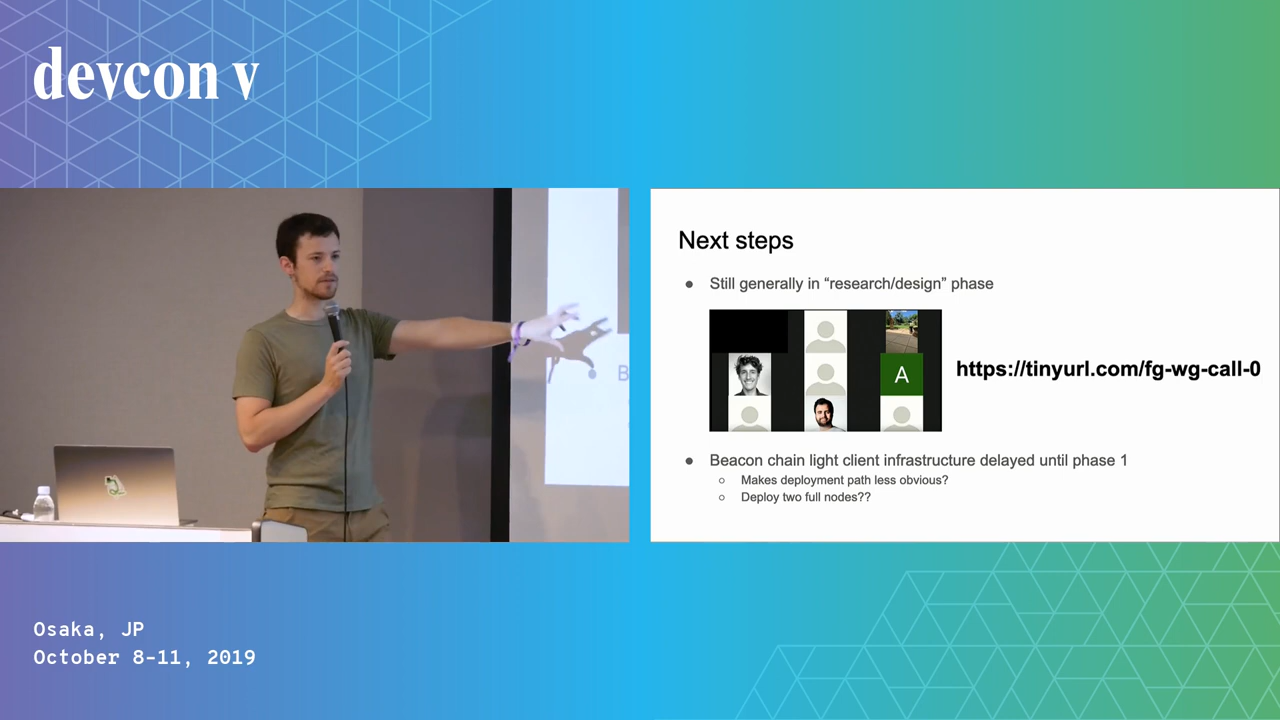 devcon v
Next steps
● Still generally in “research/design” phase
A
https://tinyurl.com/fg-wg-call-0
● Beacon chain light client infrastructure delayed until phase 1
○ Makes deployment path less obvious?
○ Deploy two full nodes??
B
Osaka, JP
October 8-11, 2019